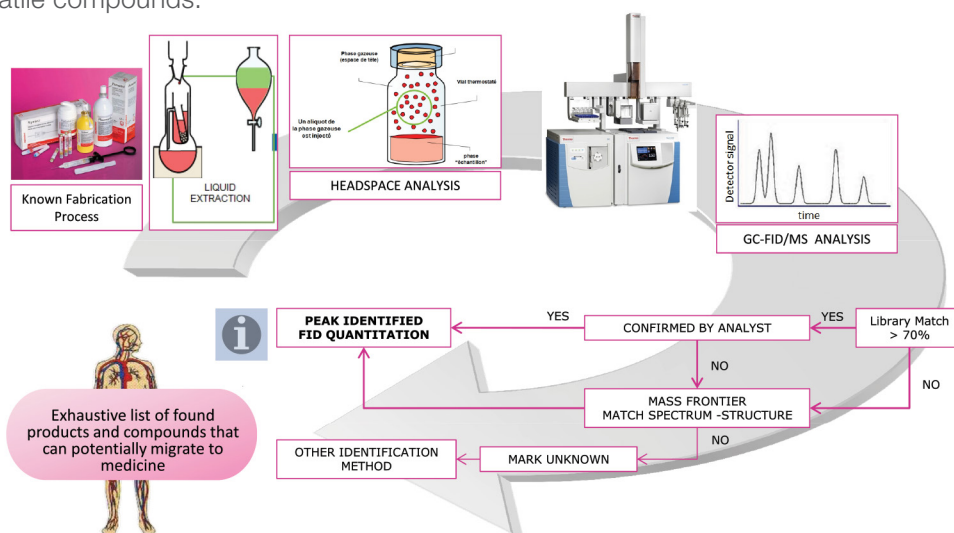 atile compounds.
Known Fabrication
Process
LIQUID
EXTRACTION
Phase gazeuse
(espace de tête)
Vial thermostaté
Un aliquot de
la phase gazeuse
est injecté
phase
"échantillon"
HEADSPACE ANALYSIS
Detector signal
time
GC-FID/MS ANALYSIS
PEAK IDENTIFIED
FID QUANTITATION
YES
CONFIRMED BY ANALYST
YES
Library Match
> 70%
NO
NO
MASS FRONTIER
MATCH SPECTRUM -STRUCTURE
NO
OTHER IDENTIFICATION
METHOD
MARK UNKNOWN
Exhaustive list of found
products and compounds that
can potentially migrate to
medicine